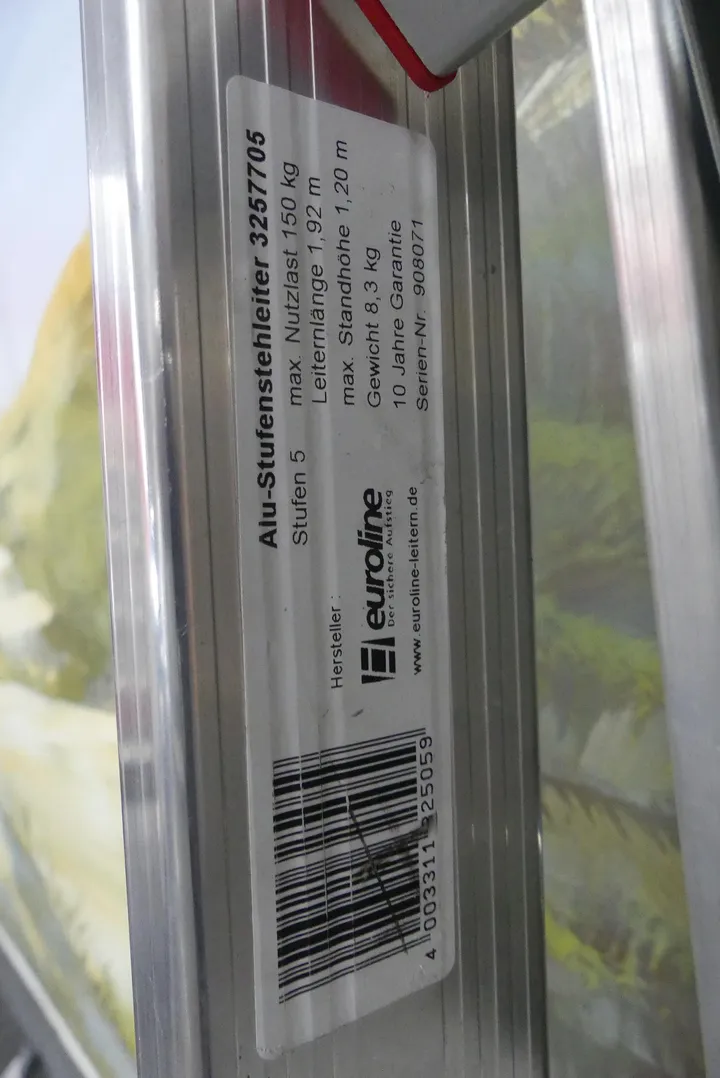 Alu-Stufenstehleiter 3257705
Stufen 5
max. Nutzlast 150 kg
Leiternlänge 1,92 m
max. Standhöhe 1,20 m
Gewicht 8,3 kg
10 Jahre Garantie
Serien-Nr. 908071
Hersteller :
euroline
Der sichere Aufstieg
www.euroline-leitern.de
4 003311 325059